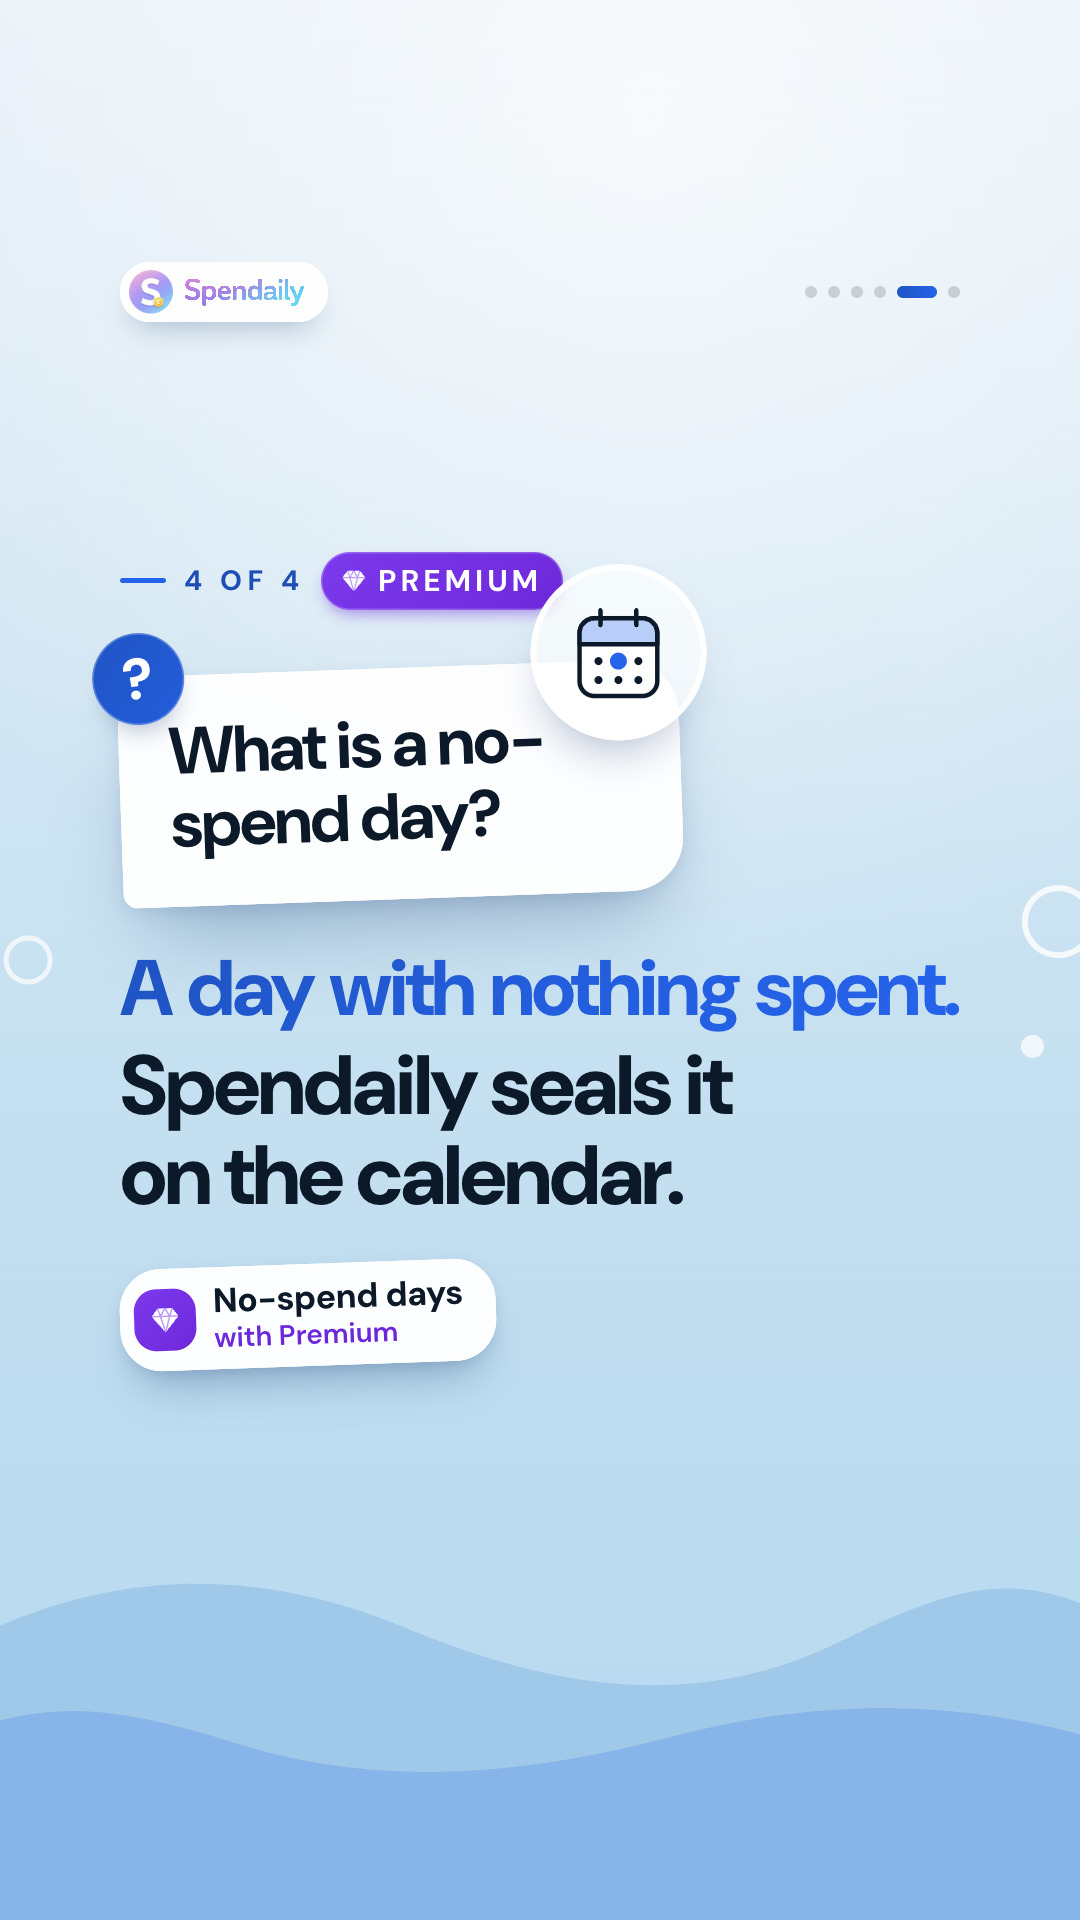 Spendaily
4 OF 4
PREMIUM
?
What is a no-
spend day?
A day with nothing spent.
Spendaily seals it
on the calendar.
No-spend days
with Premium